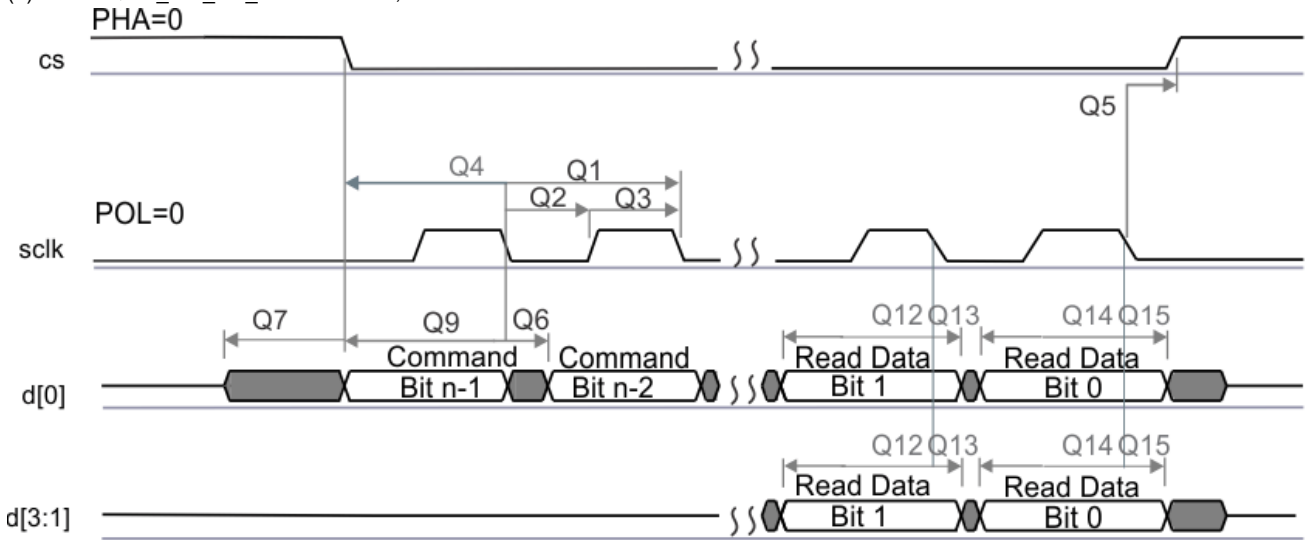 PHA=0
cs
Q5
Q4 Q1
Q2 Q3
POL=0
sclk
Q7 Q9 Q6 Q12 Q13 Q14 Q15
Command Command Read Data Read Data
d[0] Bit n-1 Bit n-2 Bit 1 Bit 0
Q12 Q13 Q14 Q15
Read Data Read Data
d[3:1] Bit 1 Bit 0